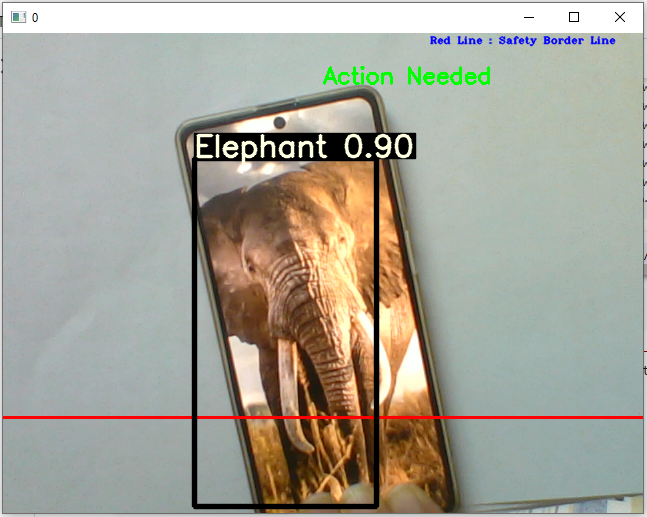 0
Red Line : Safety Border Line
Action Needed
Elephant 0.90